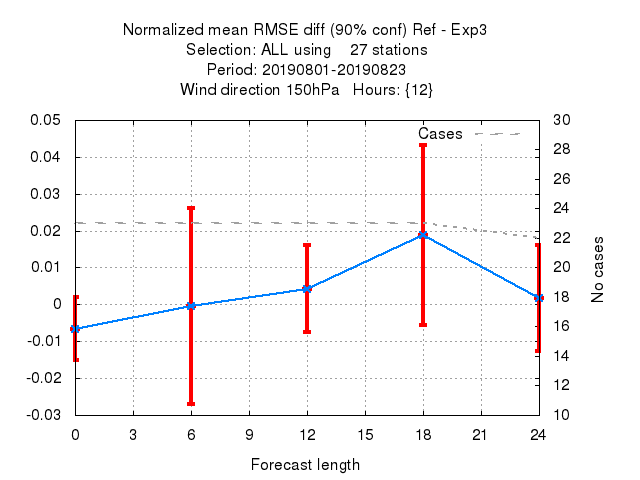 Normalized mean RMSE diff (90% conf) Ref - Exp3
Selection: ALL using    27 stations
Period: 20190801-20190823
Wind direction 150hPa   Hours: {12}
Cases
0.05
0.04
0.03
0.02
0.01
0
-0.01
-0.02
-0.03
30
28
26
24
22
20
18
16
14
12
10
No cases
0 3 6 9 12 15 18 21 24
Forecast length